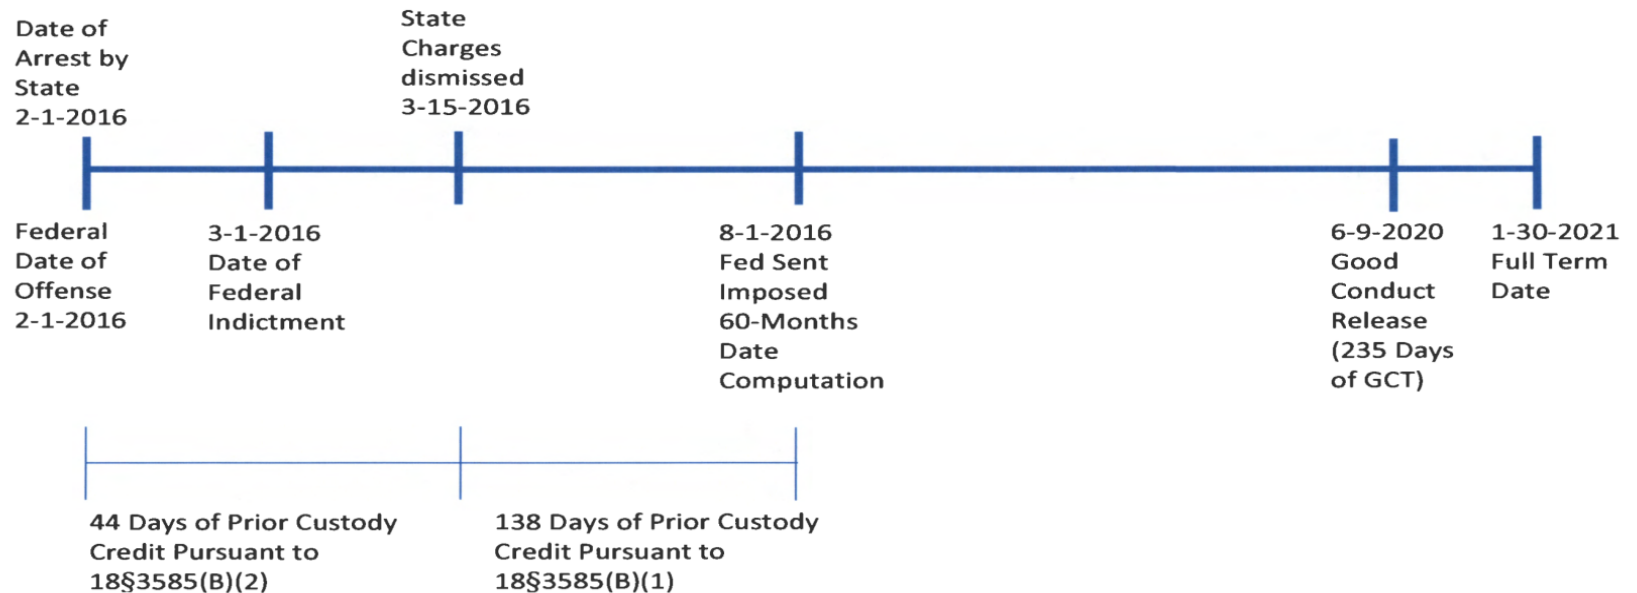 Date of
Arrest by
State
2-1-2016
State
Charges
dismissed
3-15-2016
Federal
Date of
Offense
2-1-2016
3-1-2016
Date of
Federal
Indictment
8-1-2016
Fed Sent
Imposed
60-Months
Date
Computation
6-9-2020
Good
Conduct
Release
(235 Days
of GCT)
1-30-2021
Full Term
Date
44 Days of Prior Custody
Credit Pursuant to
18§3585(B)(2)
138 Days of Prior Custody
Credit Pursuant to
18§3585(B)(1)